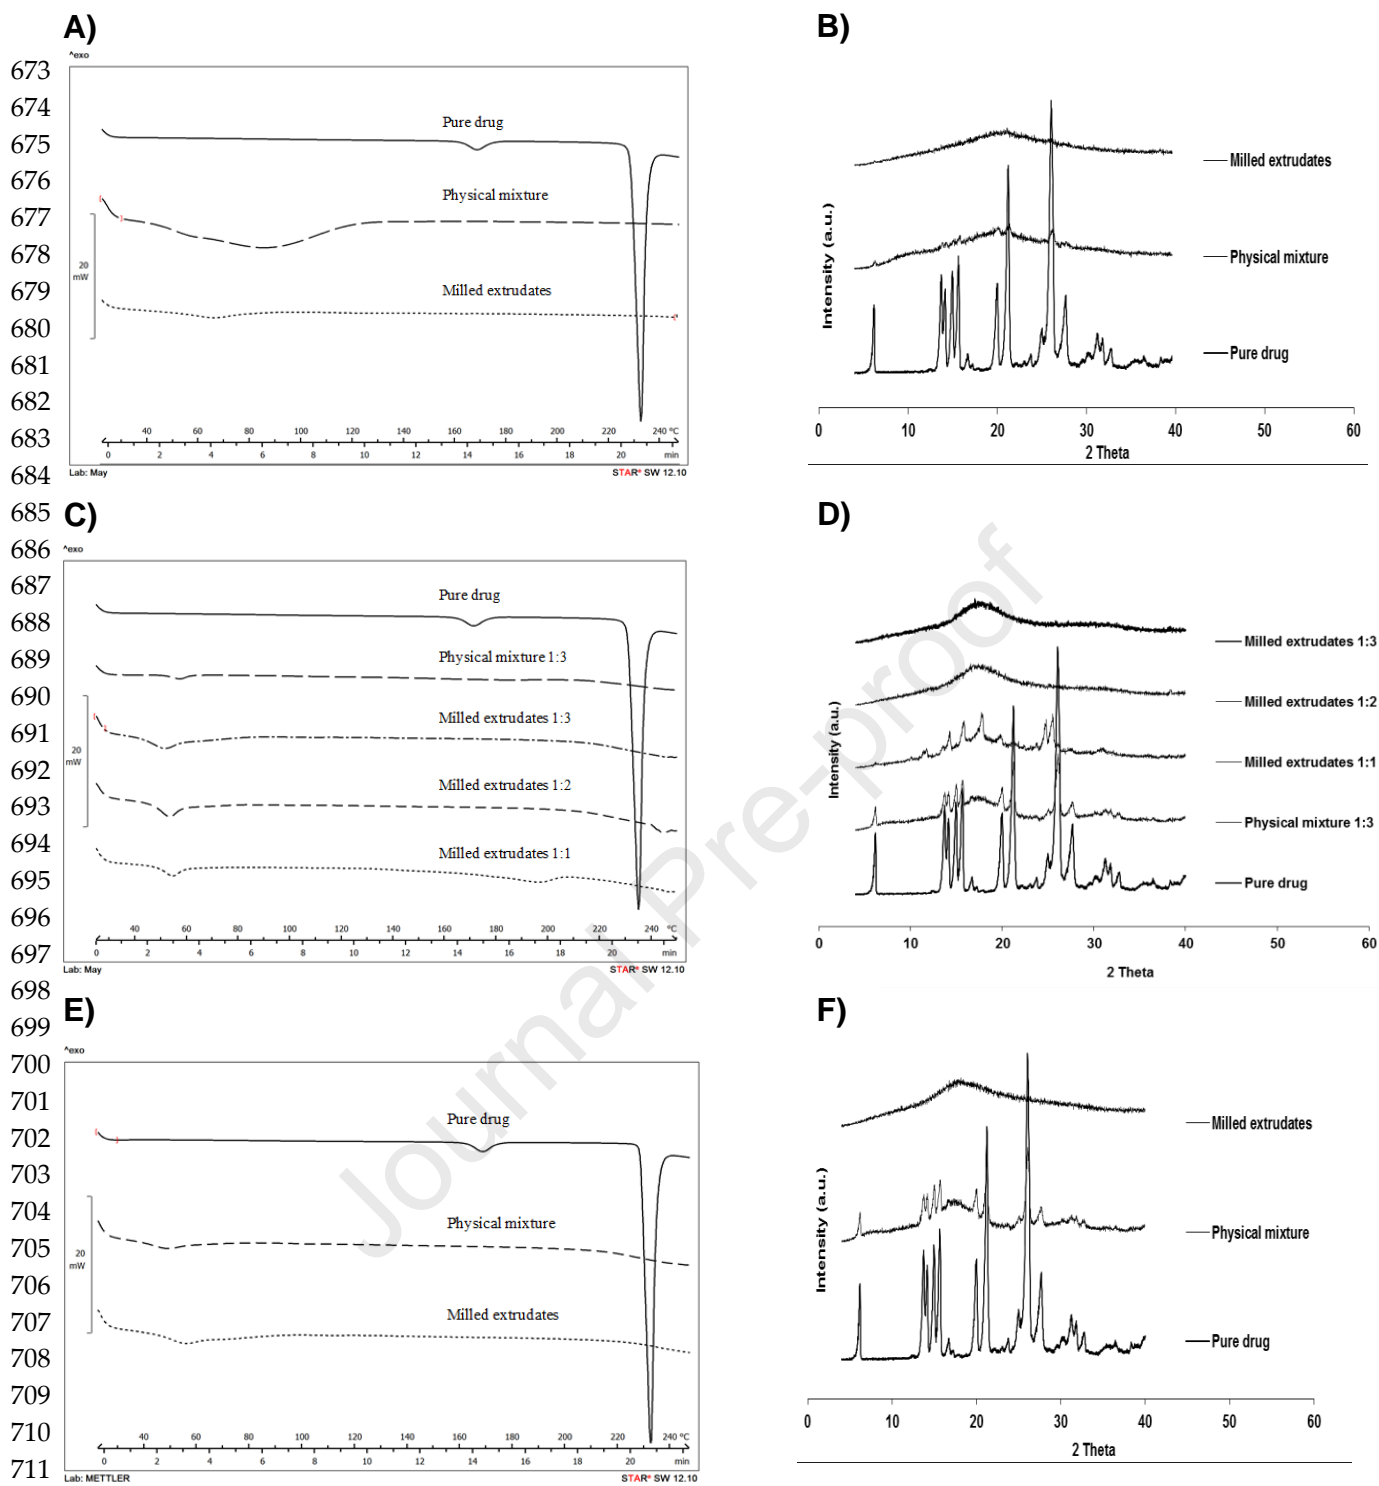 A)
B)
^exo
673
674
675
676
677
678
679
680
681
682
683
684
Pure drug
Physical mixture
Milled extrudates
20
mW
40 60 80 100 120 140 160 180 200 220 240 °C
0 2 4 6 8 10 12 14 16 18 20 min
Lab: May
STAR* SW 12.10
Intensity (a.u.)
Milled extrudates
Physical mixture
Pure drug
0 10 20 30 40 50 60
2 Theta
685
C)
D)
^exo
686
687
688
689
690
691
692
693
694
695
696
697
698
Pure drug
Physical mixture 1:3
Milled extrudates 1:3
Milled extrudates 1:2
Milled extrudates 1:1
20
mW
40 60 80 100 120 140 160 180 200 220 240 °C
0 2 4 6 8 10 12 14 16 18 20 min
Lab: May
STAR* SW 12.10
Intensity (a.u.)
Milled extrudates 1:3
Milled extrudates 1:2
Milled extrudates 1:1
Physical mixture 1:3
Pure drug
0 10 20 30 40 50 60
2 Theta
Journal Pre-proof
E)
F)
^exo
699
700
701
702
703
704
705
706
707
708
709
710
711
Pure drug
Physical mixture
Milled extrudates
20
mW
40 60 80 100 120 140 160 180 200 220 240 °C
0 2 4 6 8 10 12 14 16 18 20 min
Lab: METTLER
STAR* SW 12.10
Intensity (a.u.)
Milled extrudates
Physical mixture
Pure drug
0 10 20 30 40 50 60
2 Theta